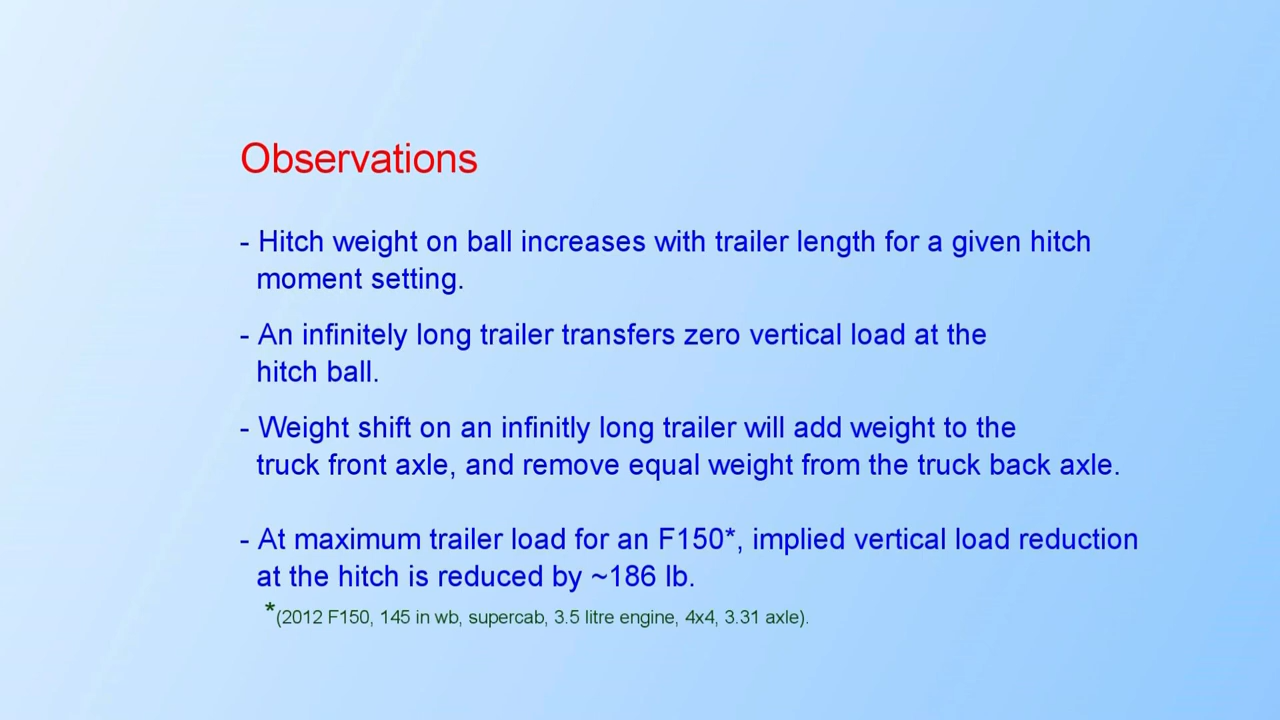 Observations
- Hitch weight on ball increases with trailer length for a given hitch
moment setting.
- An infinitely long trailer transfers zero vertical load at the
hitch ball.
- Weight shift on an infinitly long trailer will add weight to the
truck front axle, and remove equal weight from the truck back axle.
- At maximum trailer load for an F150*, implied vertical load reduction
at the hitch is reduced by ~186 lb.
*(2012 F150, 145 in wb, supercab, 3.5 litre engine, 4x4, 3.31 axle).